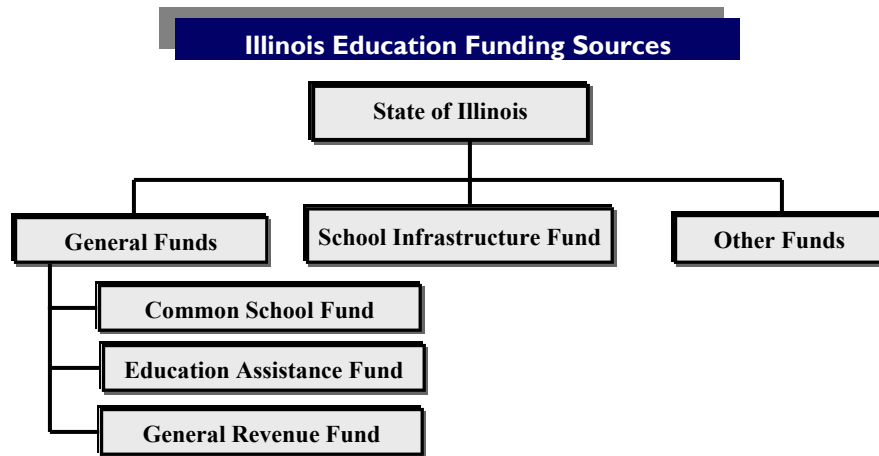 Illinois Education Funding Sources
State of Illinois
General Funds
School Infrastructure Fund
Other Funds
Common School Fund
Education Assistance Fund
General Revenue Fund